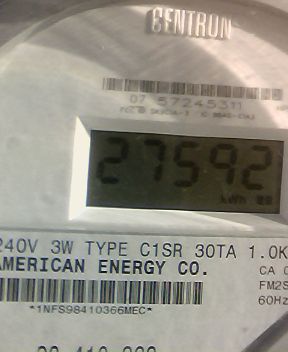 CENTRON
07 57245311
27592
kWh
240V 3W TYPE C1SR 30TA 1.0K
AMERICAN ENERGY CO.
CA 0
FM2S
60Hz
*1NFS98410366MEC*